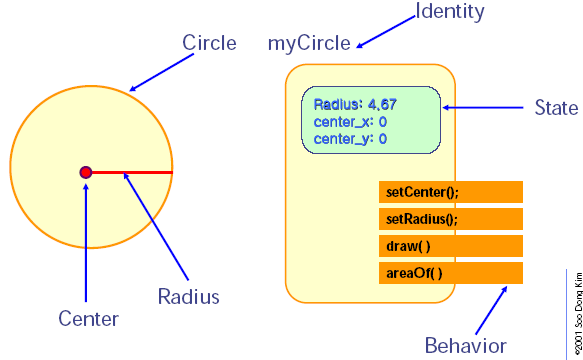 Identity
Circle
myCircle
Radius: 4,67
center_x: 0
center_y: 0
State
setCenter();
setRadius();
draw( )
areaOf( )
Radius
Center
Behavior
©2001 Soo Dong Kim